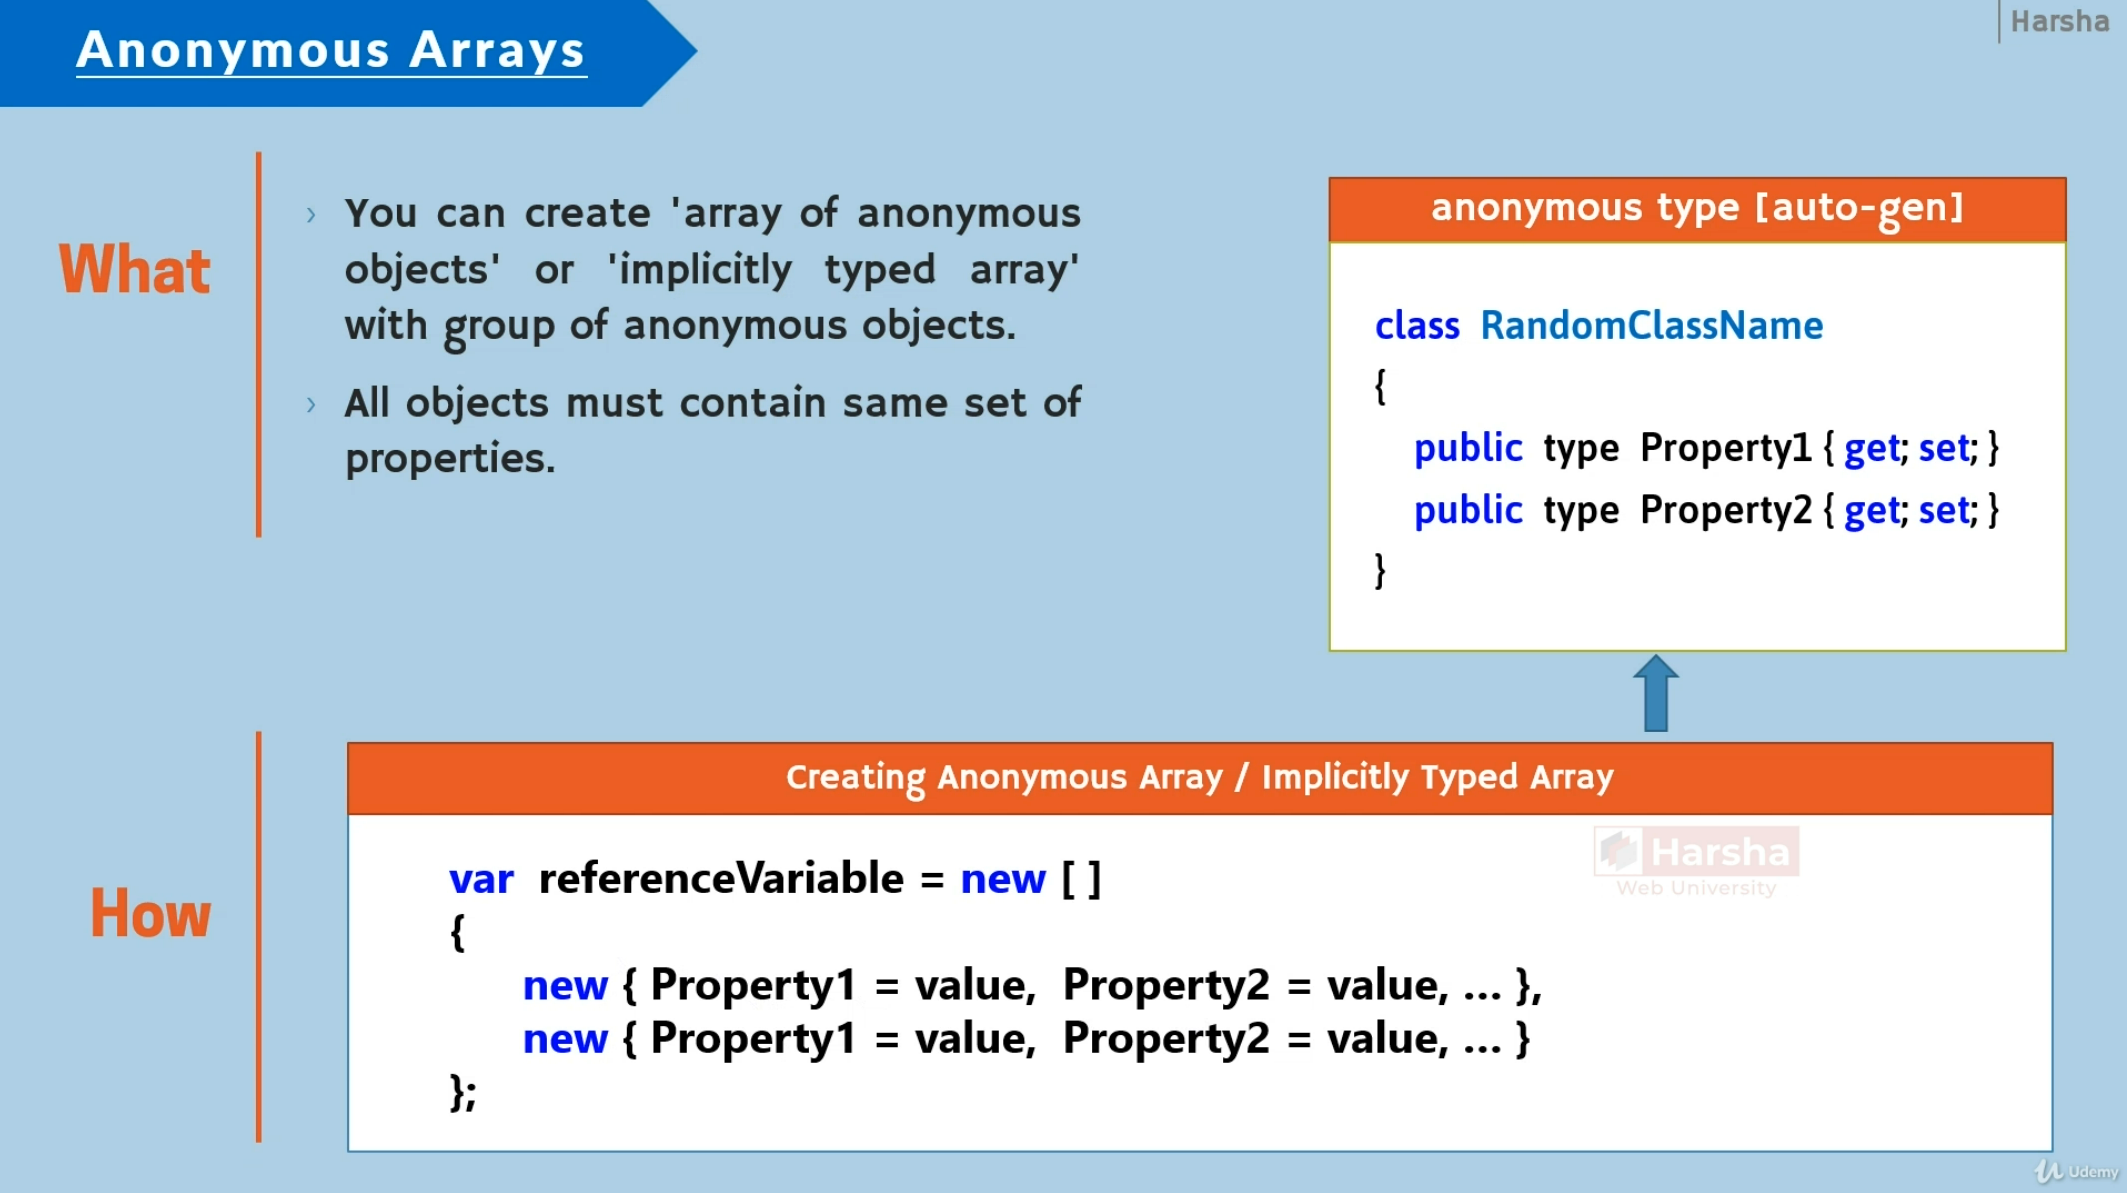 Anonymous Arrays
Harsha
What
› You can create 'array of anonymous
objects' or 'implicitly typed array'
with group of anonymous objects.
› All objects must contain same set of
properties.
anonymous type [auto-gen]
class RandomClassName
{
public type Property1 { get; set; }
public type Property2 { get; set; }
}
How
Creating Anonymous Array / Implicitly Typed Array
var referenceVariable = new [ ]
{
new { Property1 = value, Property2 = value, ... },
new { Property1 = value, Property2 = value, ... }
};
Harsha
Web University
Udemy